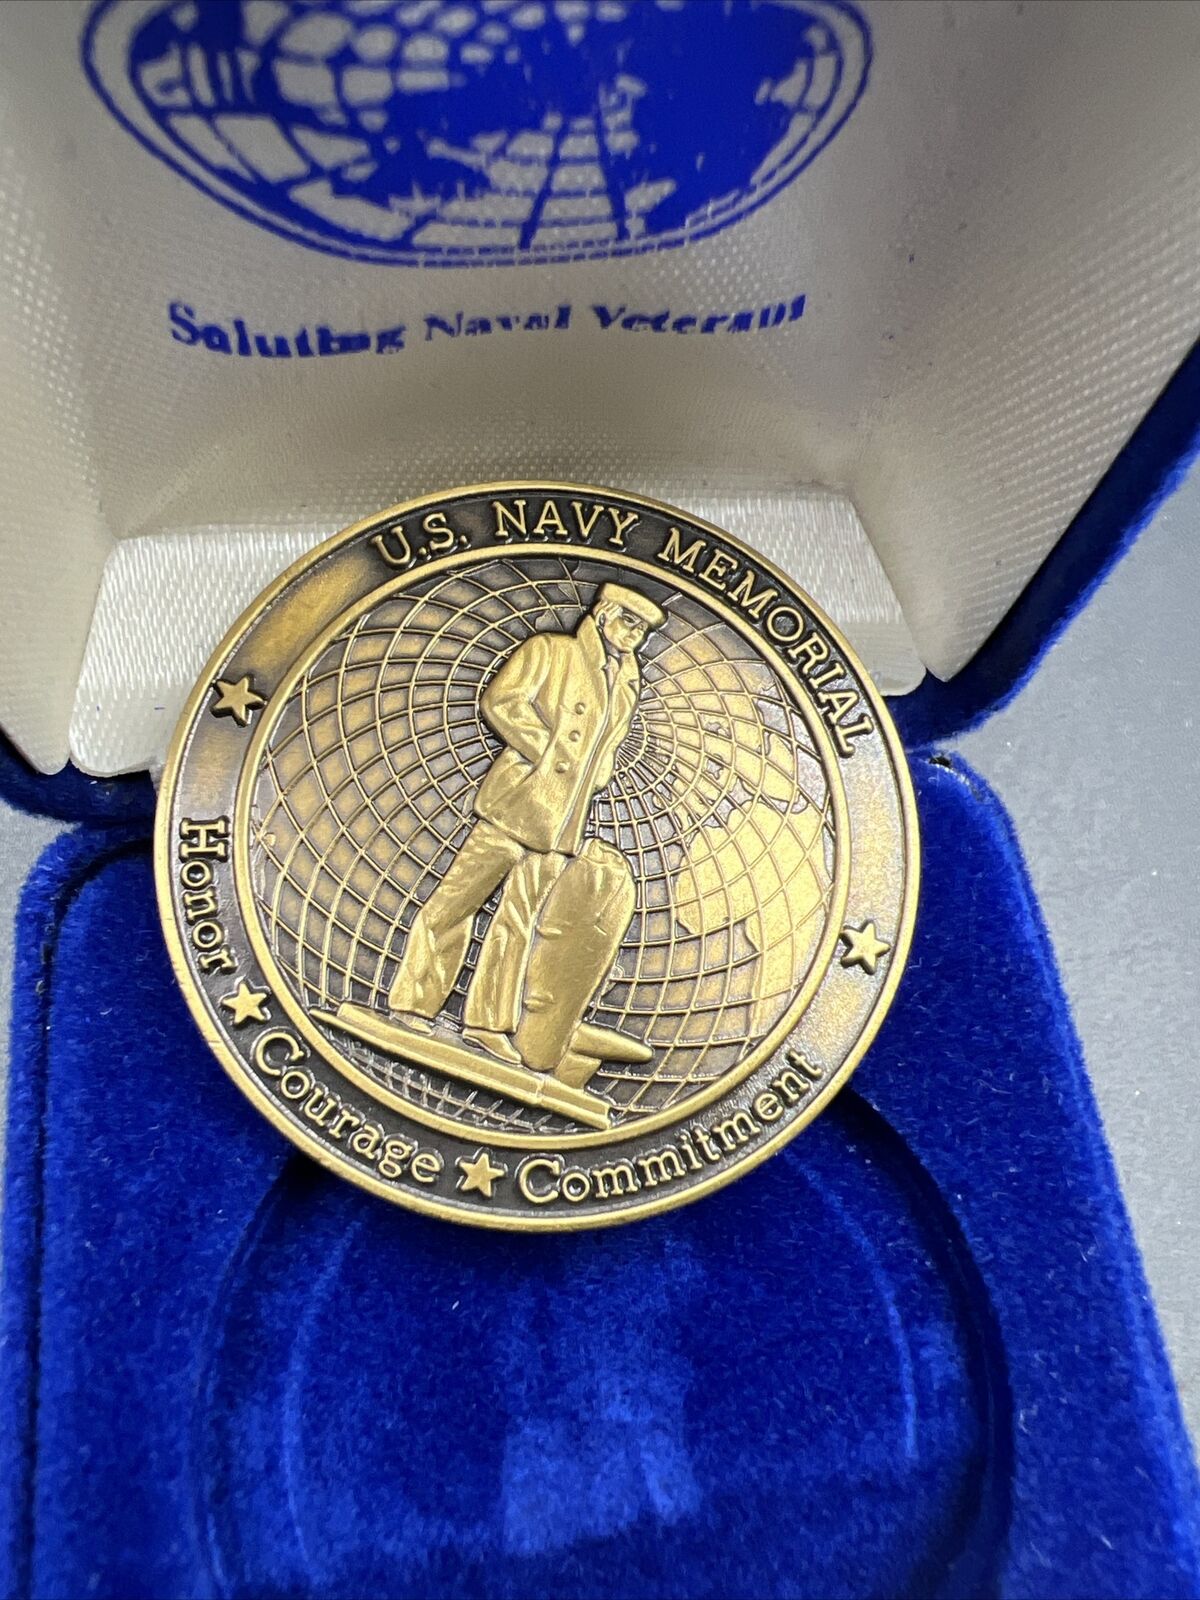 Saluting Naval Veterans
U.S. NAVY MEMORIAL
Honor ★ Courage ★ Commitment